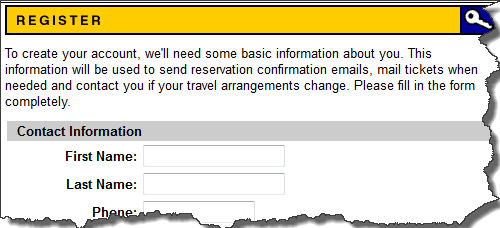 REGISTER
To create your account, we'll need some basic information about you. This
information will be used to send reservation confirmation emails, mail tickets when
needed and contact you if your travel arrangements change. Please fill in the form
completely.
Contact Information
First Name:
Last Name:
Phone: